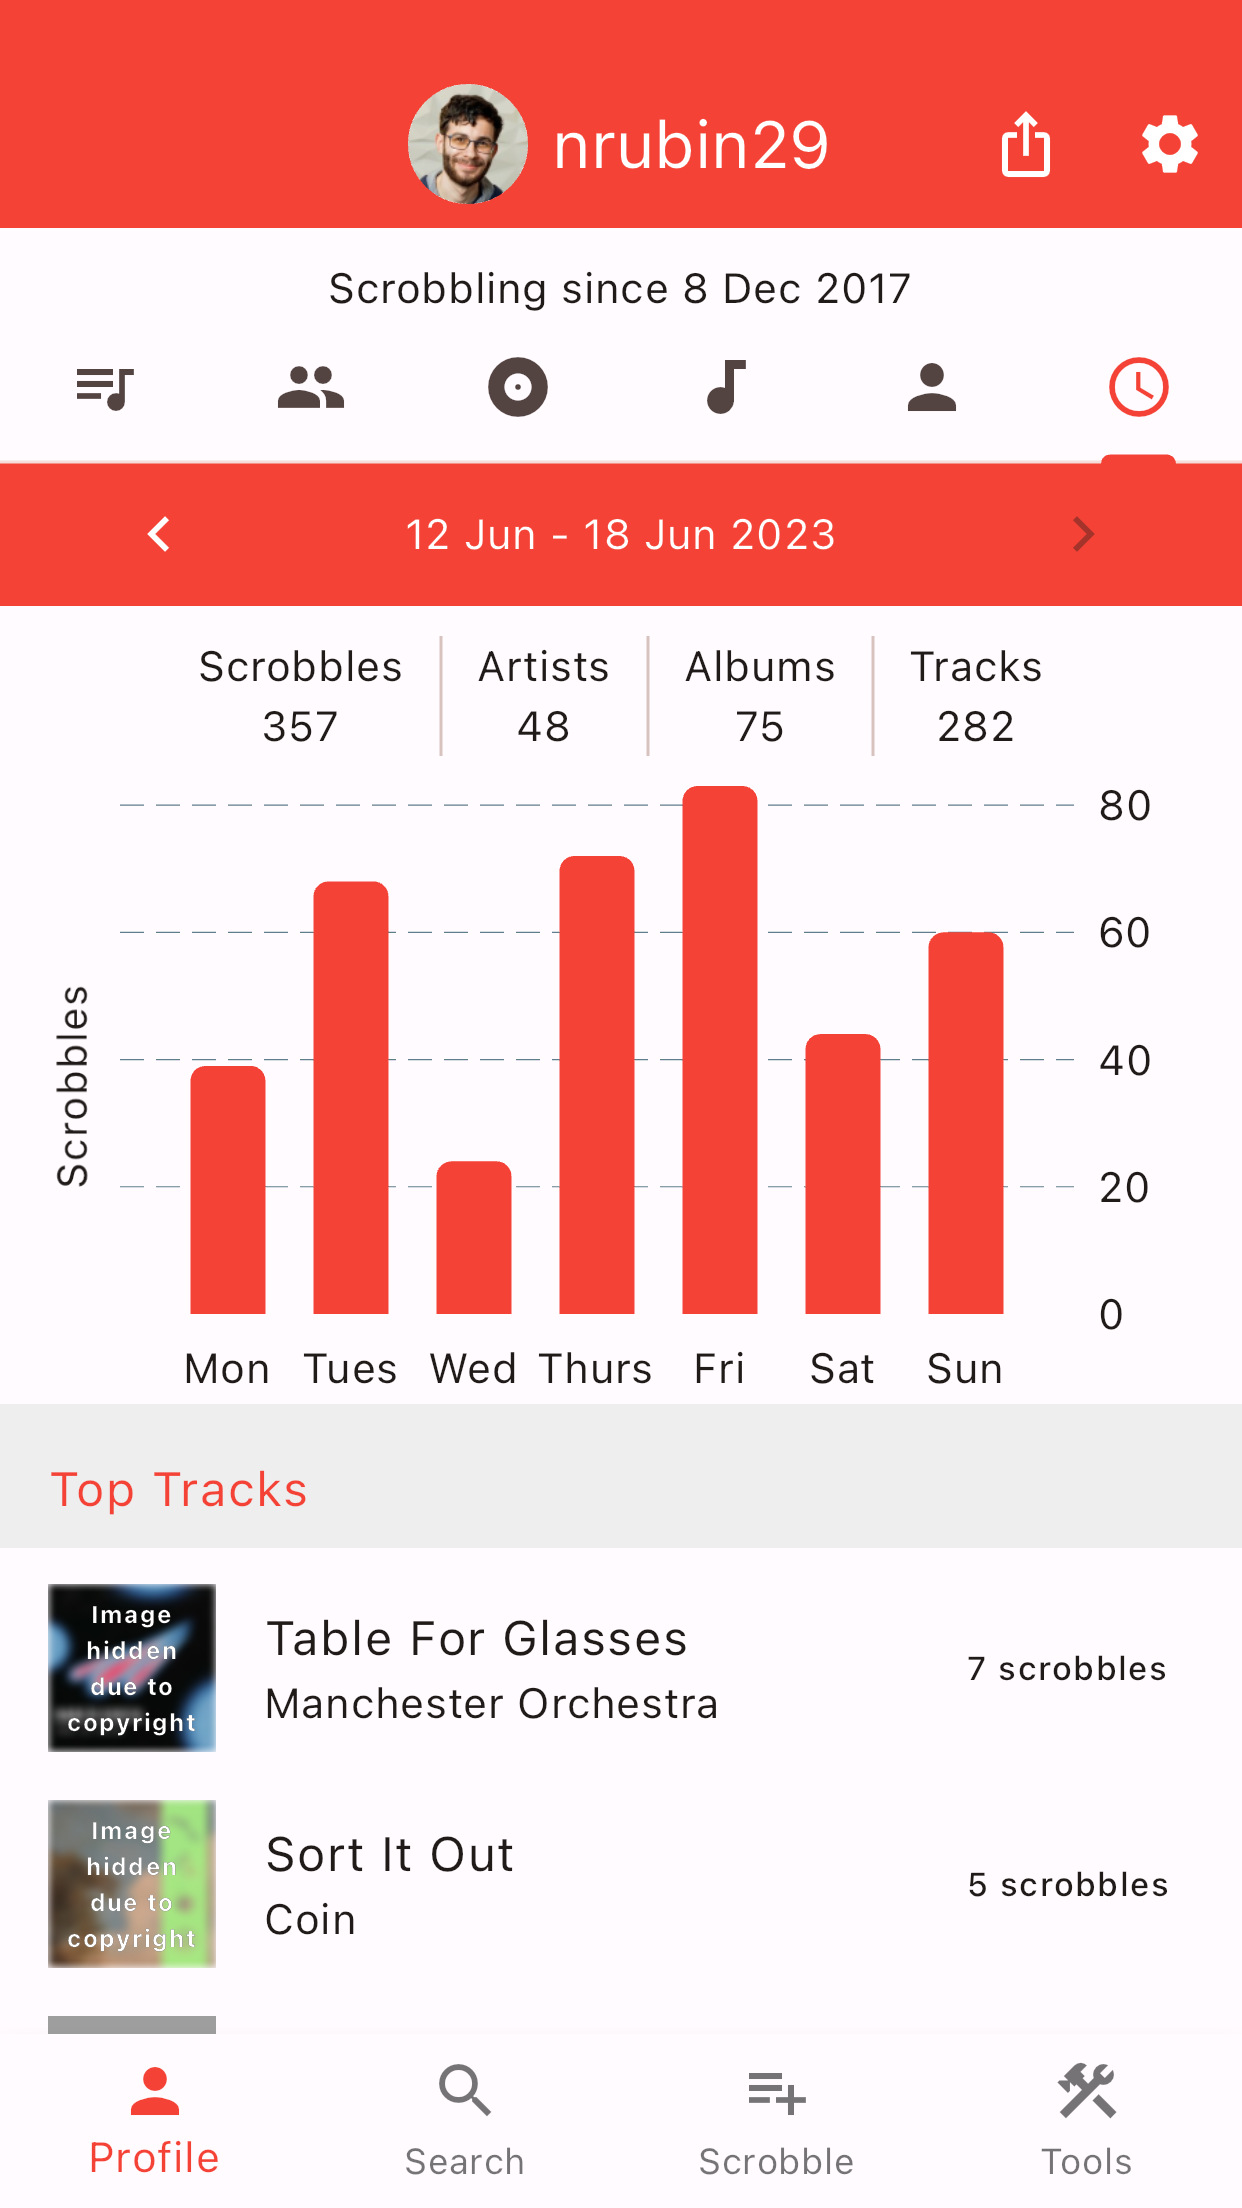 nrubin29
Scrobbling since 8 Dec 2017
12 Jun - 18 Jun 2023
Scrobbles Artists Albums Tracks
357 48 75 282
80
60
40
20
0
Scrobbles
Mon Tues Wed Thurs Fri Sat Sun
Top Tracks
Image
hidden
due to
copyright
Table For Glasses
Manchester Orchestra
7 scrobbles
Image
hidden
due to
copyright
Sort It Out
Coin
5 scrobbles
Profile Search Scrobble Tools